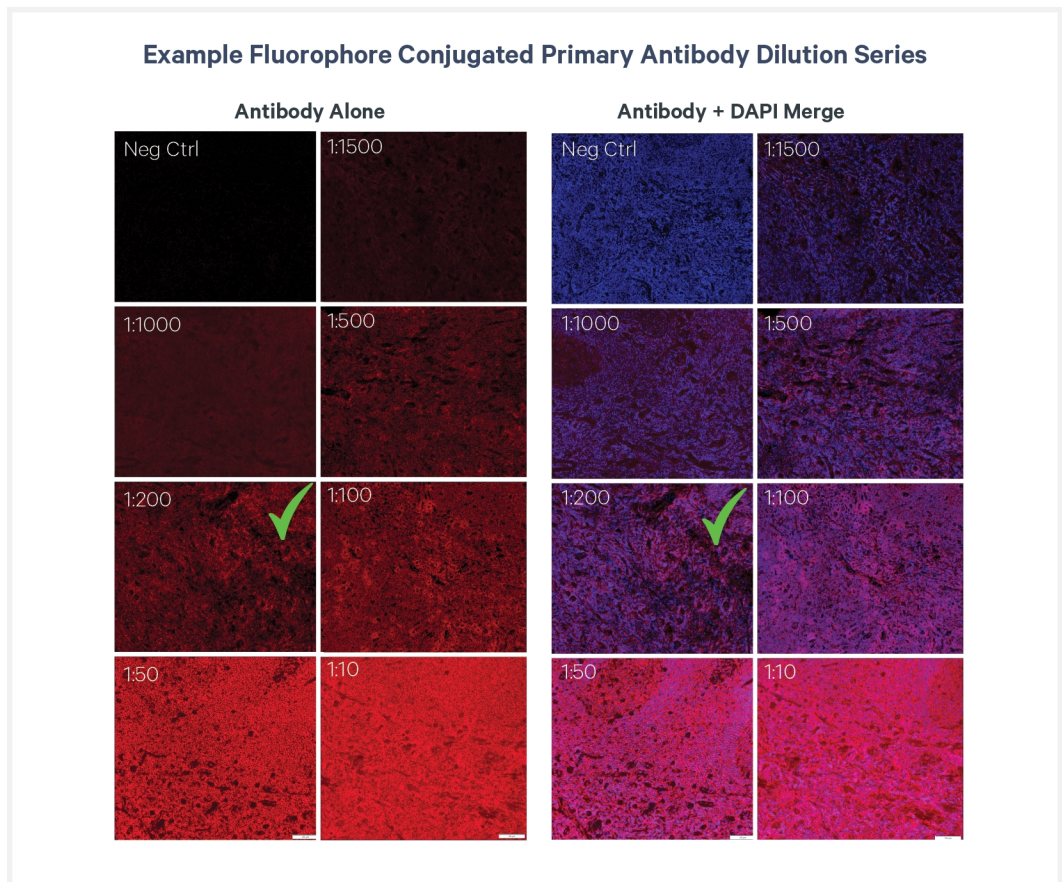 Example Fluorophore Conjugated Primary Antibody Dilution Series
Antibody Alone
Antibody + DAPI Merge
Neg Ctrl
1:1500
Neg Ctrl
1:1500
1:1000
1:500
1:1000
1:500
1:200
1:100
1:200
1:100
1:50
1:10
1:50
1:10